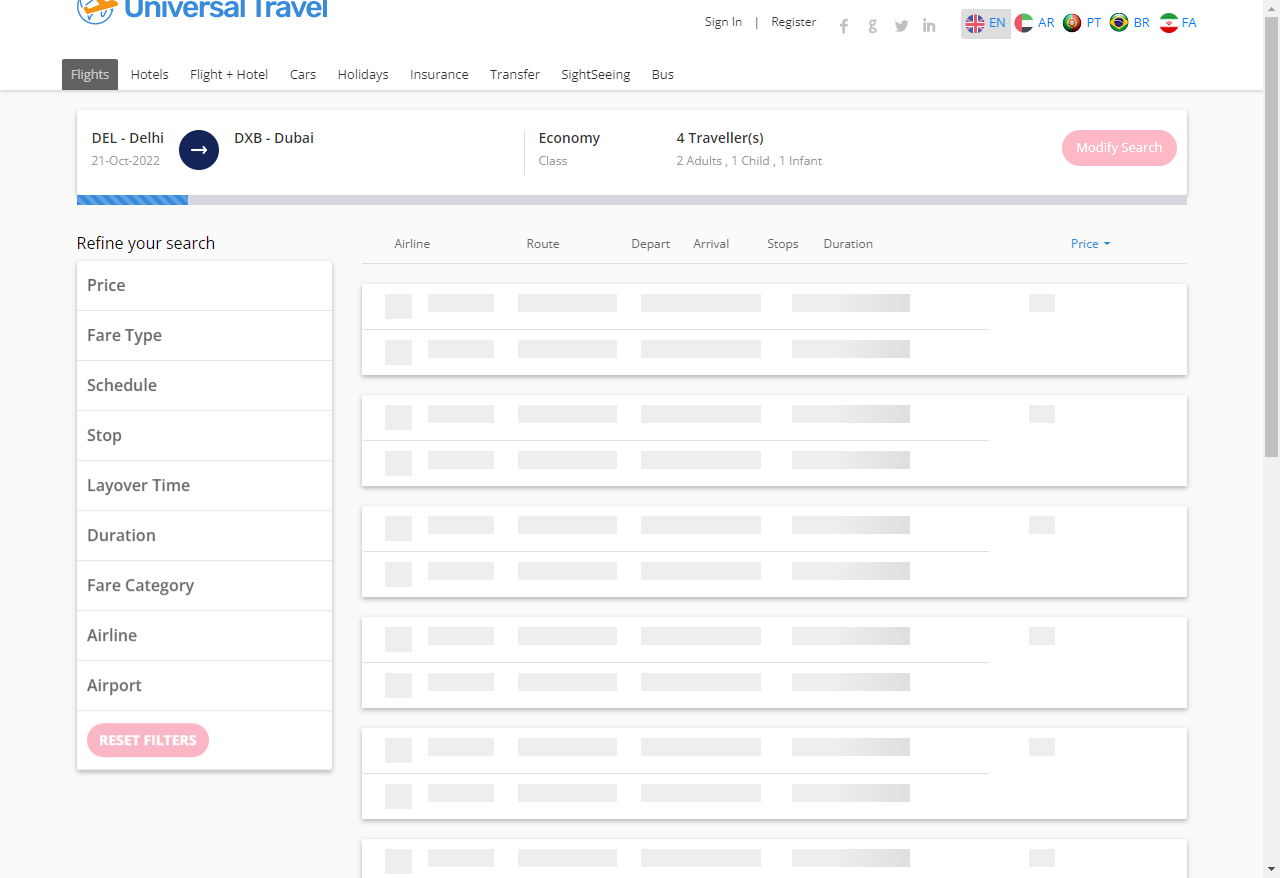 Universal Travel
Sign In | Register
EN AR PT BR FA
Flights Hotels Flight + Hotel Cars Holidays Insurance Transfer SightSeeing Bus
DEL - Delhi
21-Oct-2022
DXB - Dubai
Economy
Class
4 Traveller(s)
2 Adults , 1 Child , 1 Infant
Modify Search
Refine your search
Price
Fare Type
Schedule
Stop
Layover Time
Duration
Fare Category
Airline
Airport
RESET FILTERS
Airline Route Depart Arrival Stops Duration Price